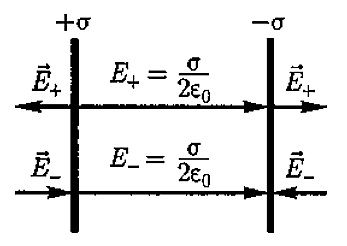 +σ −σ
E⃗₊ E₊ = σ/2ε₀ E⃗₊
E⃗₋ E₋ = σ/2ε₀ E⃗₋